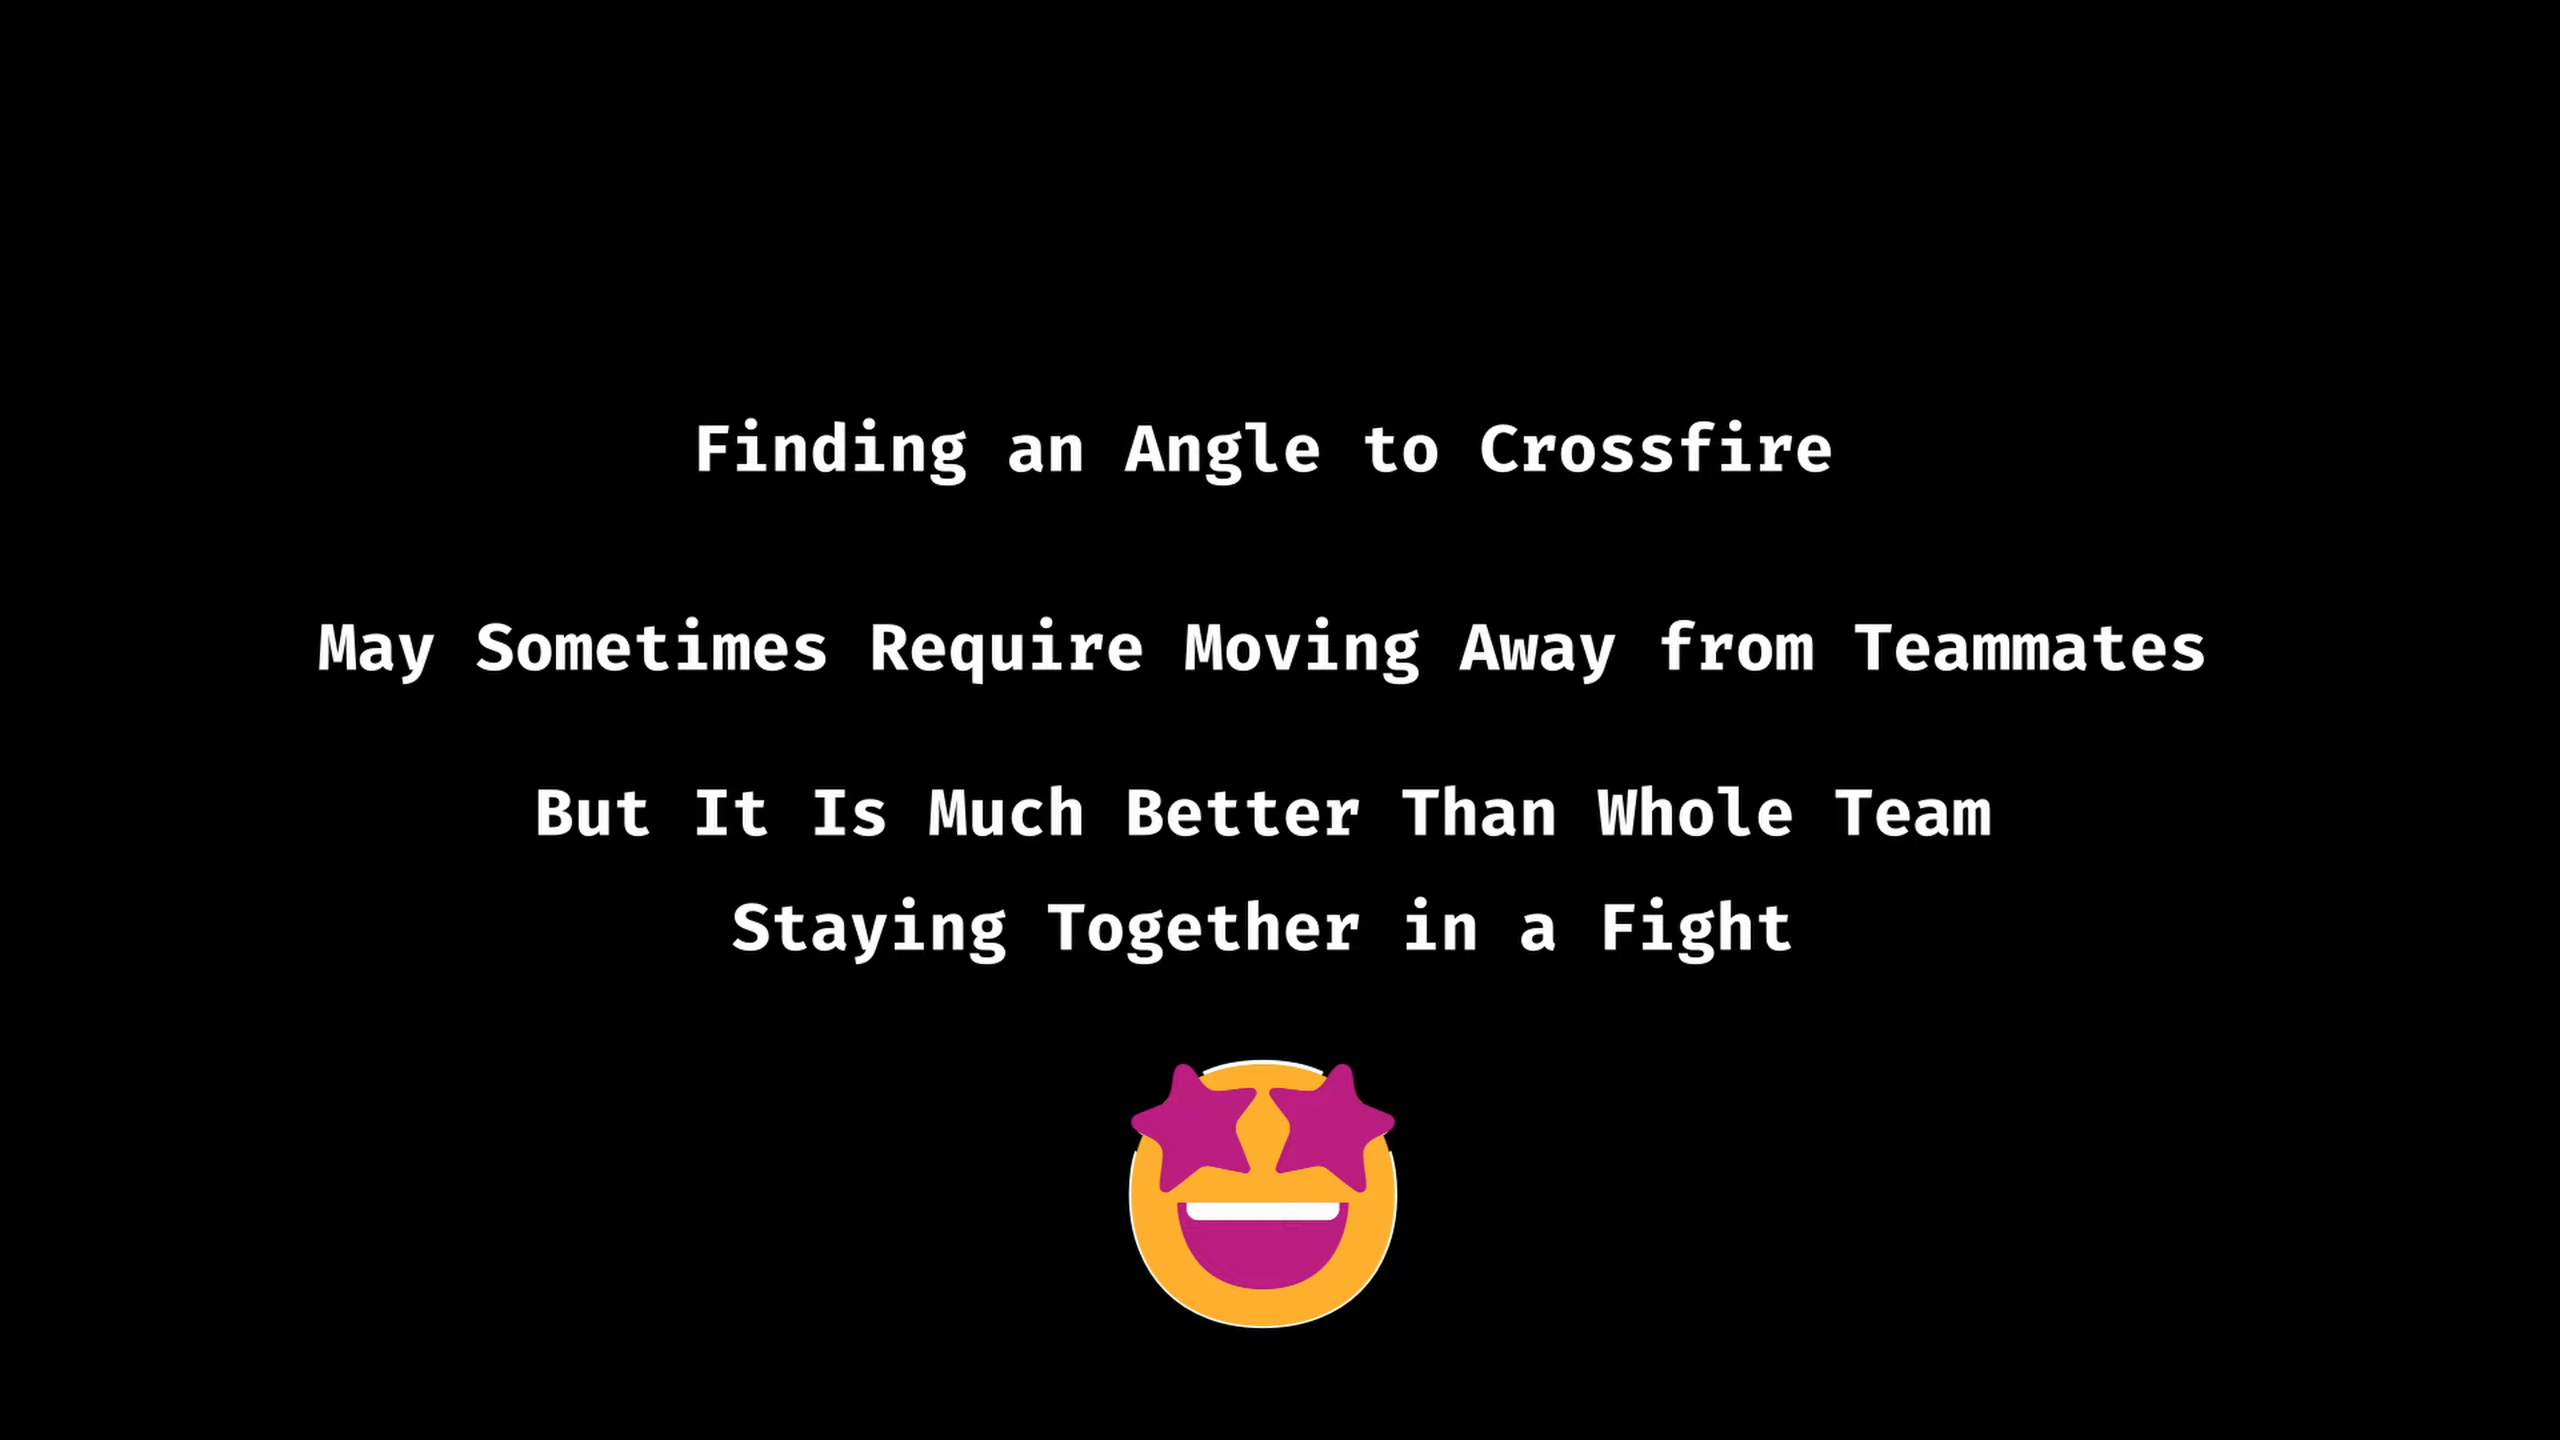 Finding an Angle to Crossfire
May Sometimes Require Moving Away from Teammates
But It Is Much Better Than Whole Team
Staying Together in a Fight